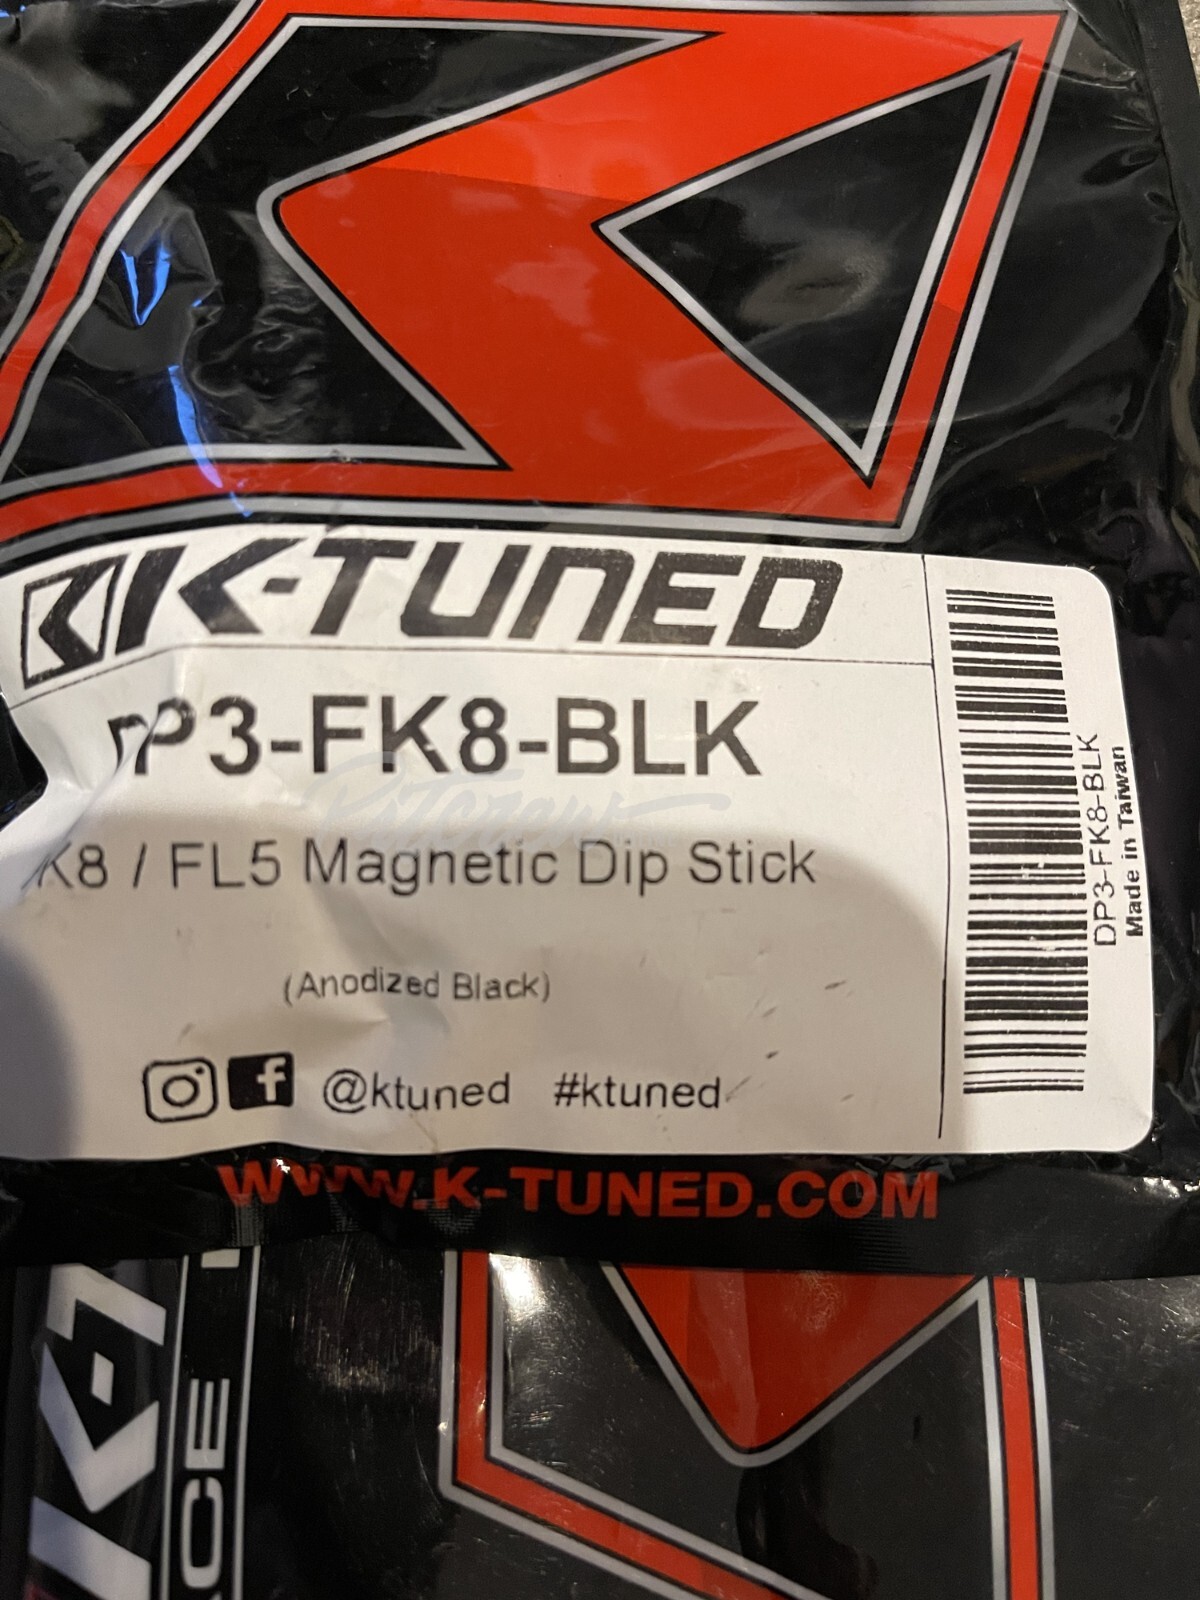 K-TUNED
DP3-FK8-BLK
K8 / FL5 Magnetic Dip Stick
(Anodized Black)
@ktuned #ktuned
DP3-FK8-BLK
Made in Taiwan
WWW.K-TUNED.COM